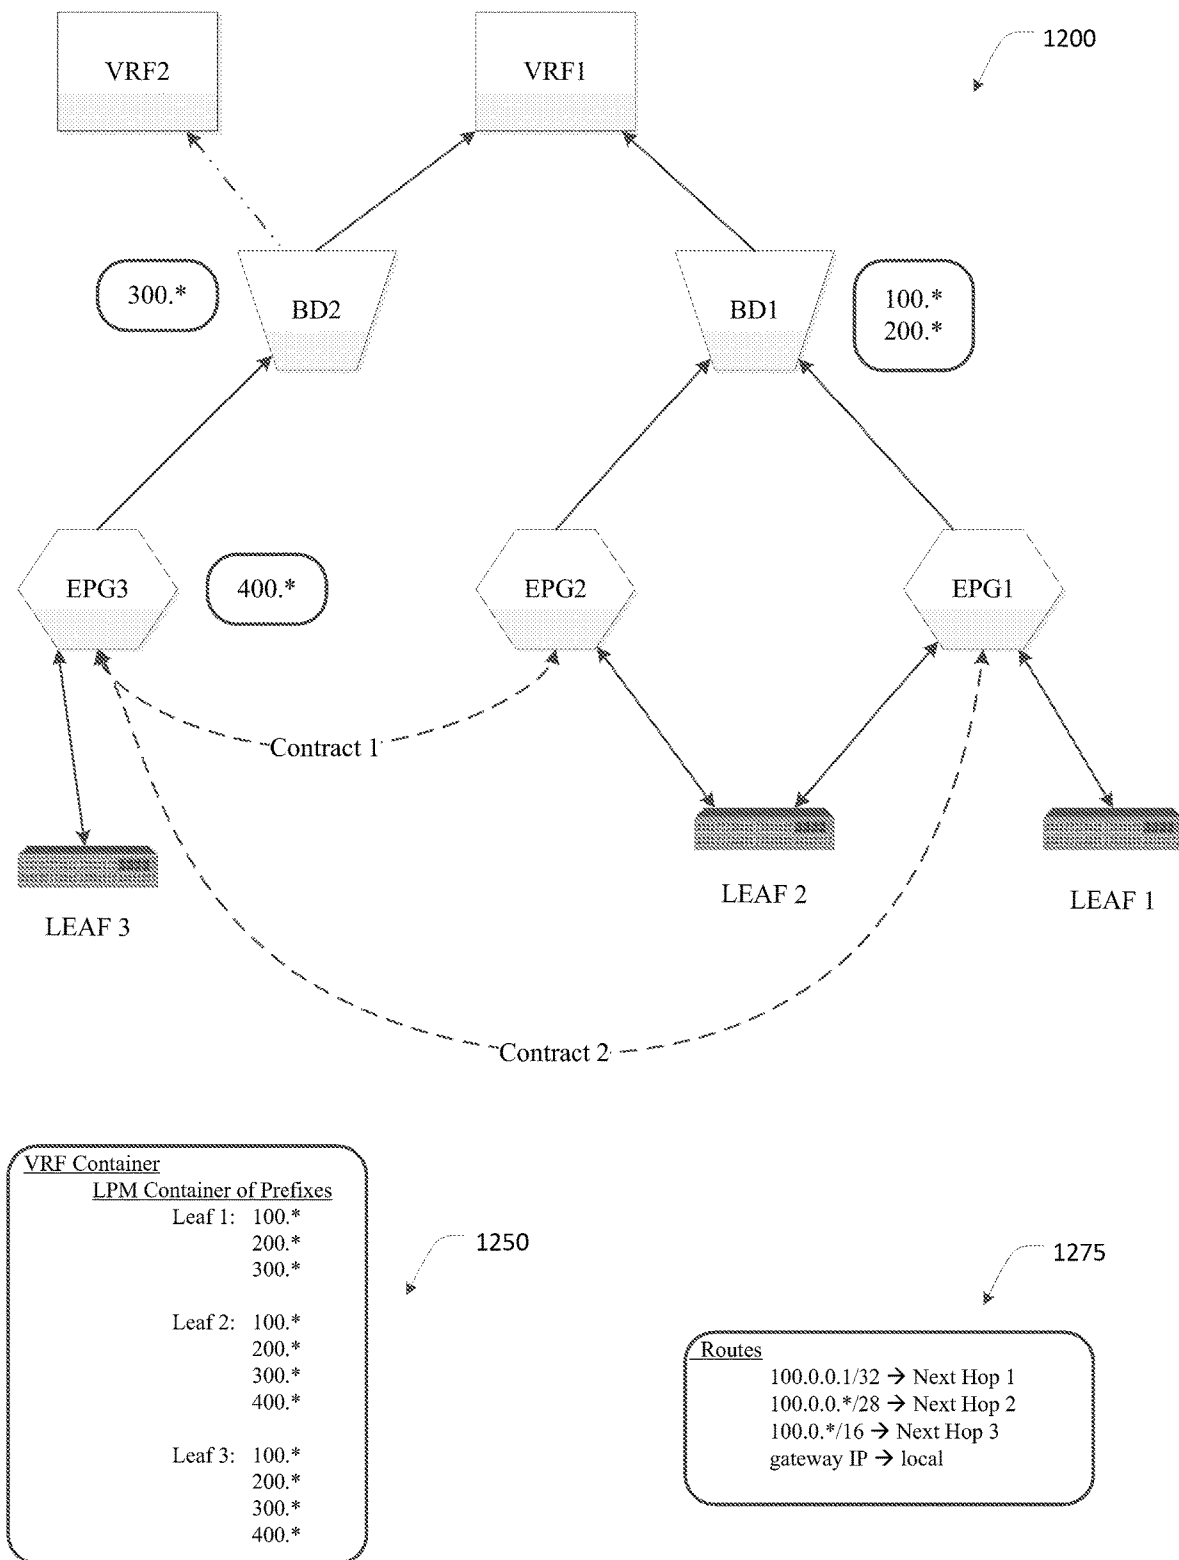 1200
VRF2
VRF1
300.*
BD2
BD1
100.*
200.*
EPG3
400.*
EPG2
EPG1
Contract 1
LEAF 3
LEAF 2
LEAF 1
Contract 2
VRF Container
LPM Container of Prefixes
Leaf 1: 100.*
200.*
300.*
Leaf 2: 100.*
200.*
300.*
400.*
Leaf 3: 100.*
200.*
300.*
400.*
1250
1275
Routes
100.0.0.1/32 → Next Hop 1
100.0.0.*/28 → Next Hop 2
100.0.*/16 → Next Hop 3
gateway IP → local